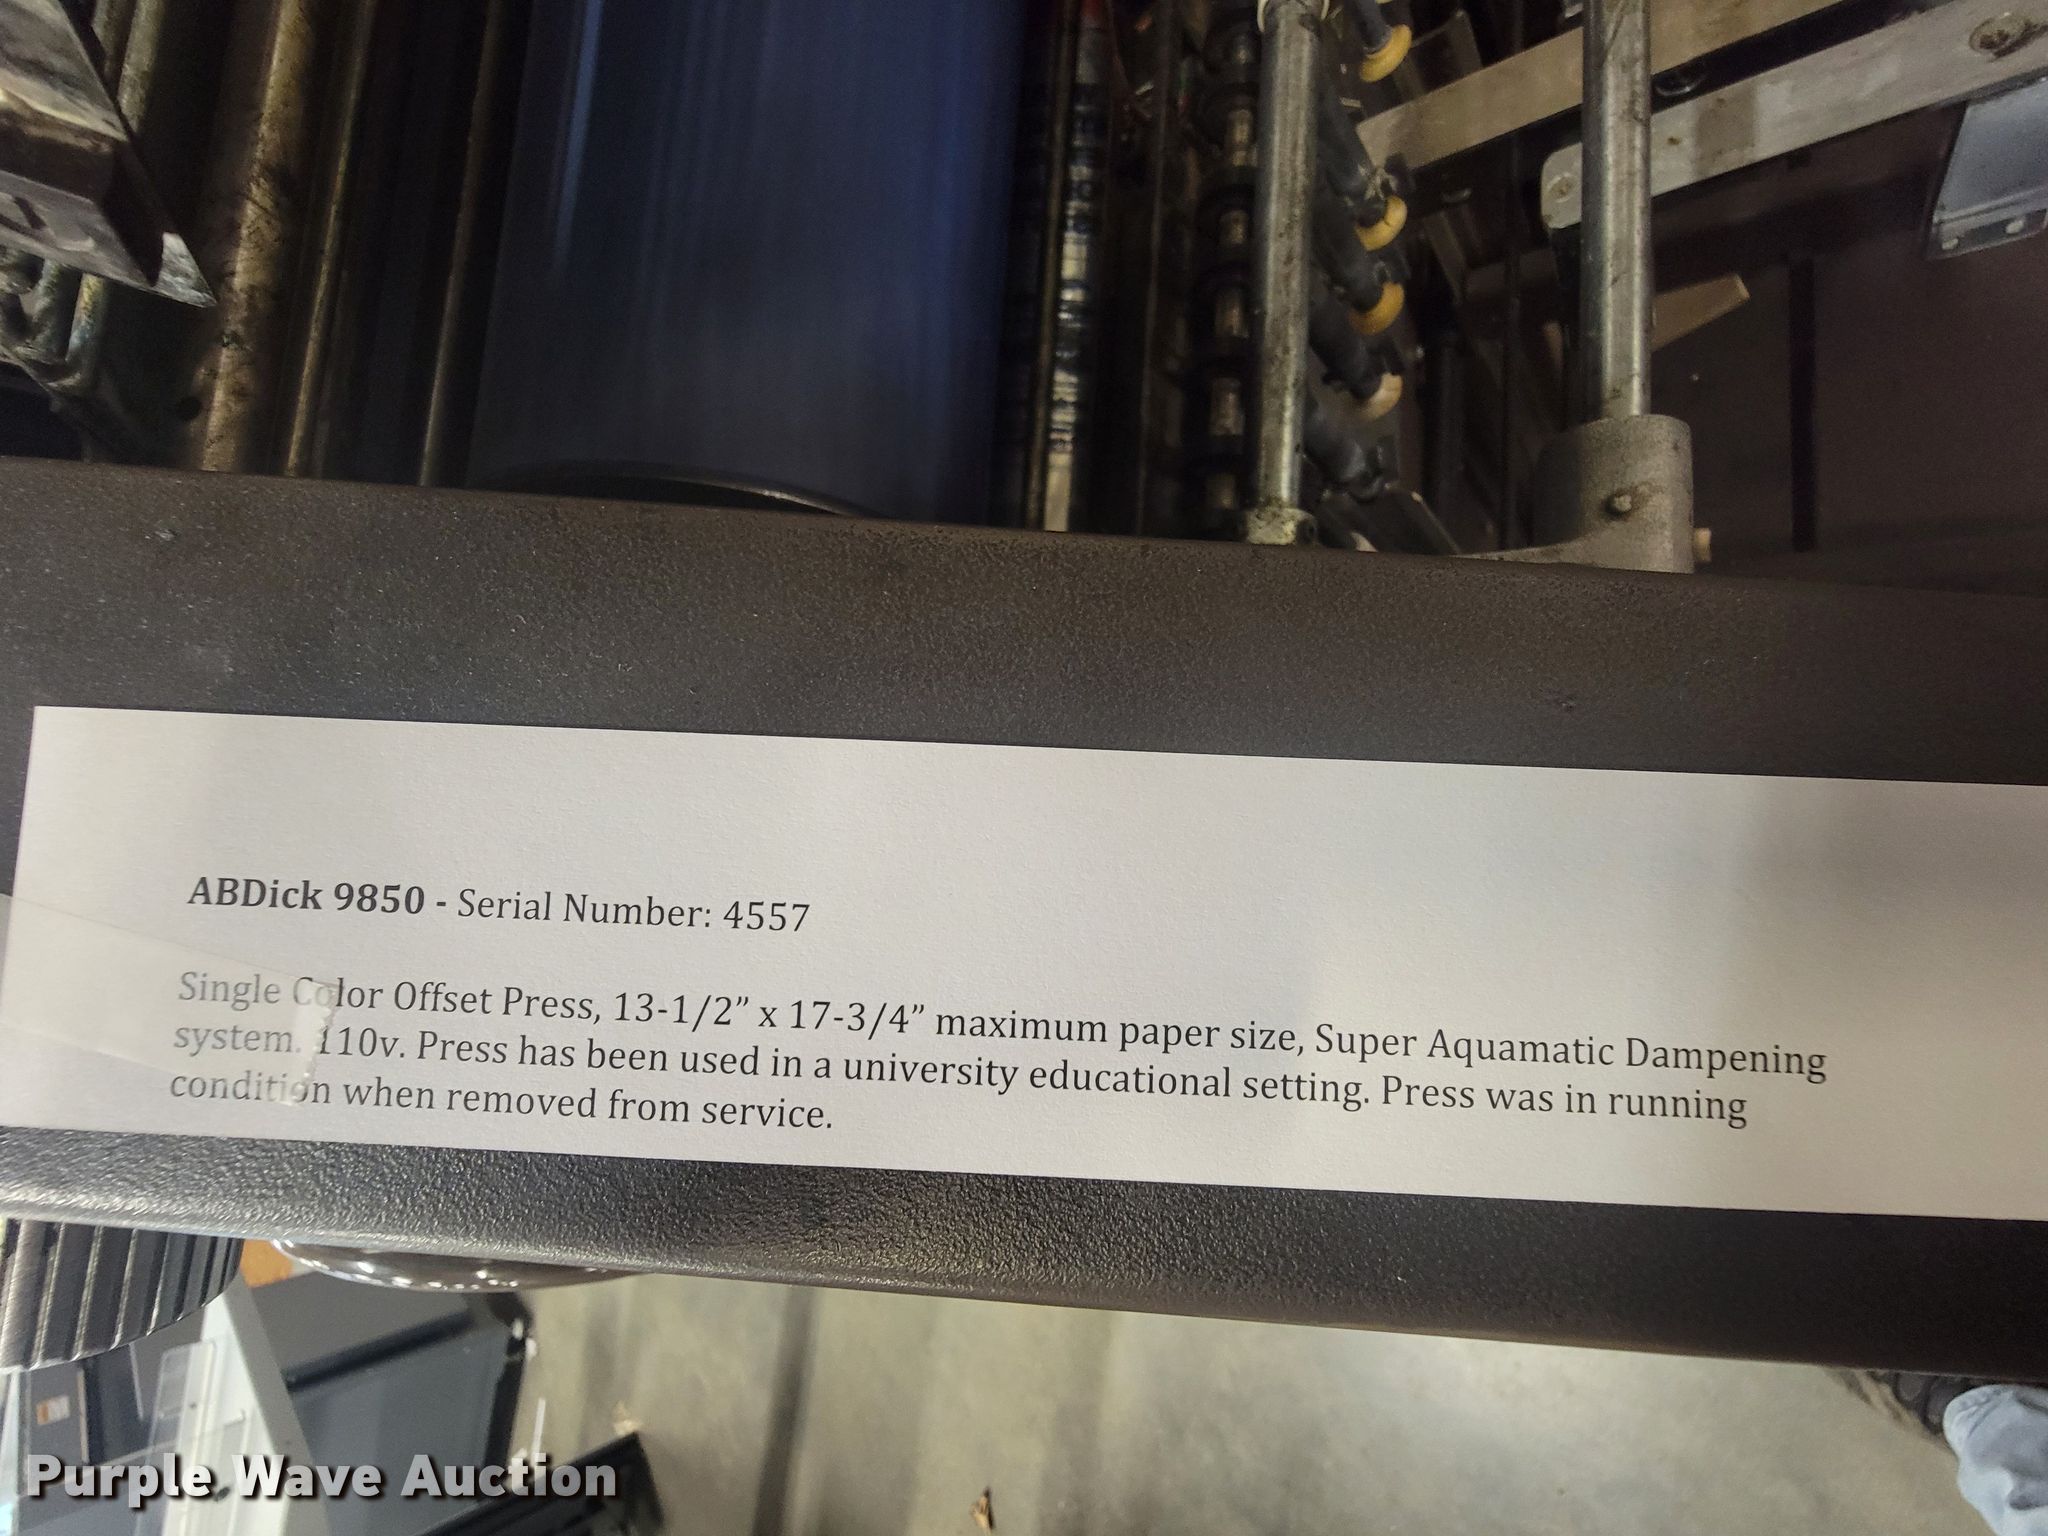 ABDick 9850 - Serial Number: 4557
Single Color Offset Press, 13-1/2” x 17-3/4” maximum paper size, Super Aquamatic Dampening
system. 110v. Press has been used in a university educational setting. Press was in running
condition when removed from service.
Purple Wave Auction